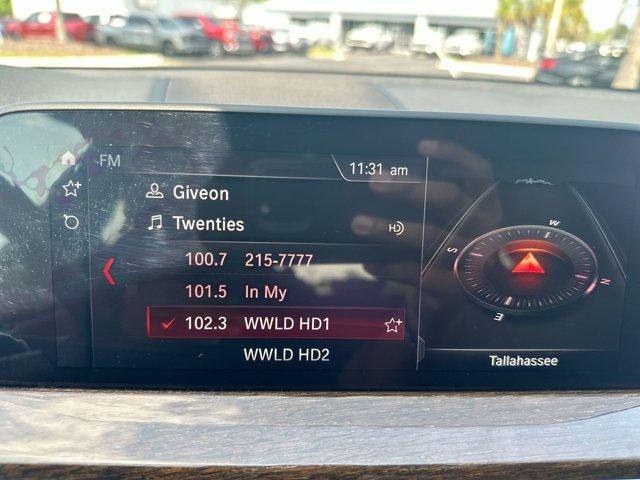 FM
11:31 am
Giveon
Twenties
HD
100.7 215-7777
101.5 In My
102.3 WWLD HD1
WWLD HD2
W
S
N
E
Tallahassee